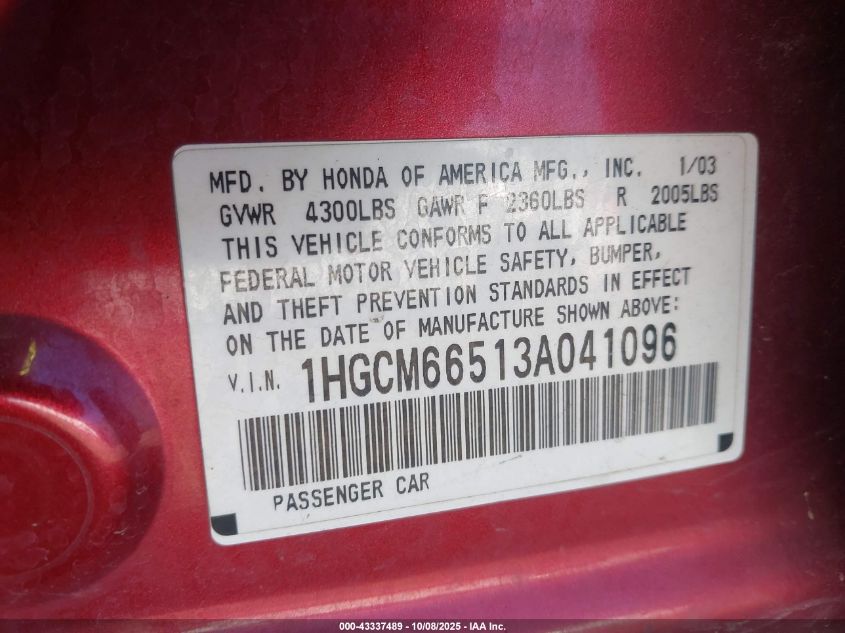 MFD. BY HONDA OF AMERICA MFG., INC. 1/03
GVWR 4300LBS GAWR F 2360LBS R 2005LBS
THIS VEHICLE CONFORMS TO ALL APPLICABLE
FEDERAL MOTOR VEHICLE SAFETY, BUMPER,
AND THEFT PREVENTION STANDARDS IN EFFECT
ON THE DATE OF MANUFACTURE SHOWN ABOVE:
V.I.N. 1HGCM66513A041096
PASSENGER CAR
000-43337489 - 10/08/2025 - IAA Inc.